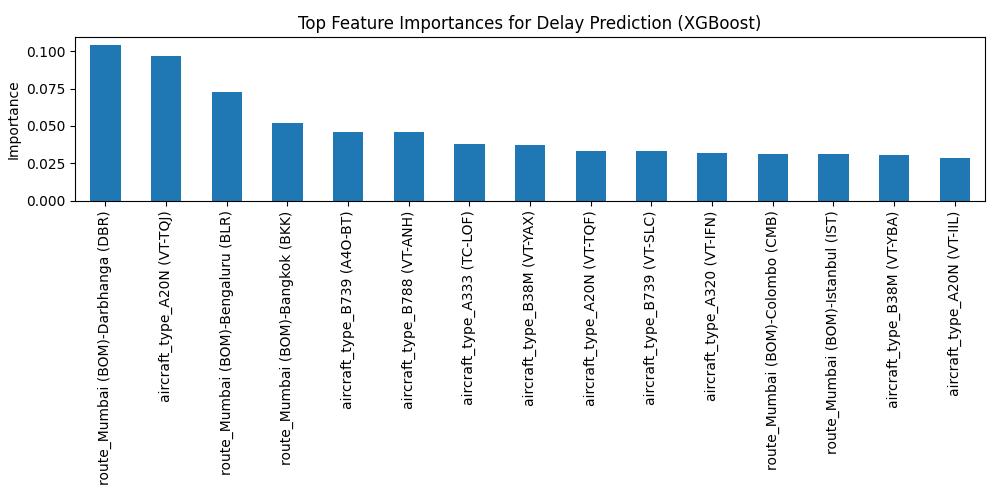 Top Feature Importances for Delay Prediction (XGBoost)
Importance
0.100
0.075
0.050
0.025
0.000
route_Mumbai (BOM)-Darbhanga (DBR)
aircraft_type_A20N (VT-TQJ)
route_Mumbai (BOM)-Bengaluru (BLR)
route_Mumbai (BOM)-Bangkok (BKK)
aircraft_type_B739 (A4O-BT)
aircraft_type_B788 (VT-ANH)
aircraft_type_A333 (TC-LOF)
aircraft_type_B38M (VT-YAX)
aircraft_type_A20N (VT-TQF)
aircraft_type_B739 (VT-SLC)
aircraft_type_A320 (VT-IFN)
route_Mumbai (BOM)-Colombo (CMB)
route_Mumbai (BOM)-Istanbul (IST)
aircraft_type_B38M (VT-YBA)
aircraft_type_A20N (VT-IIL)